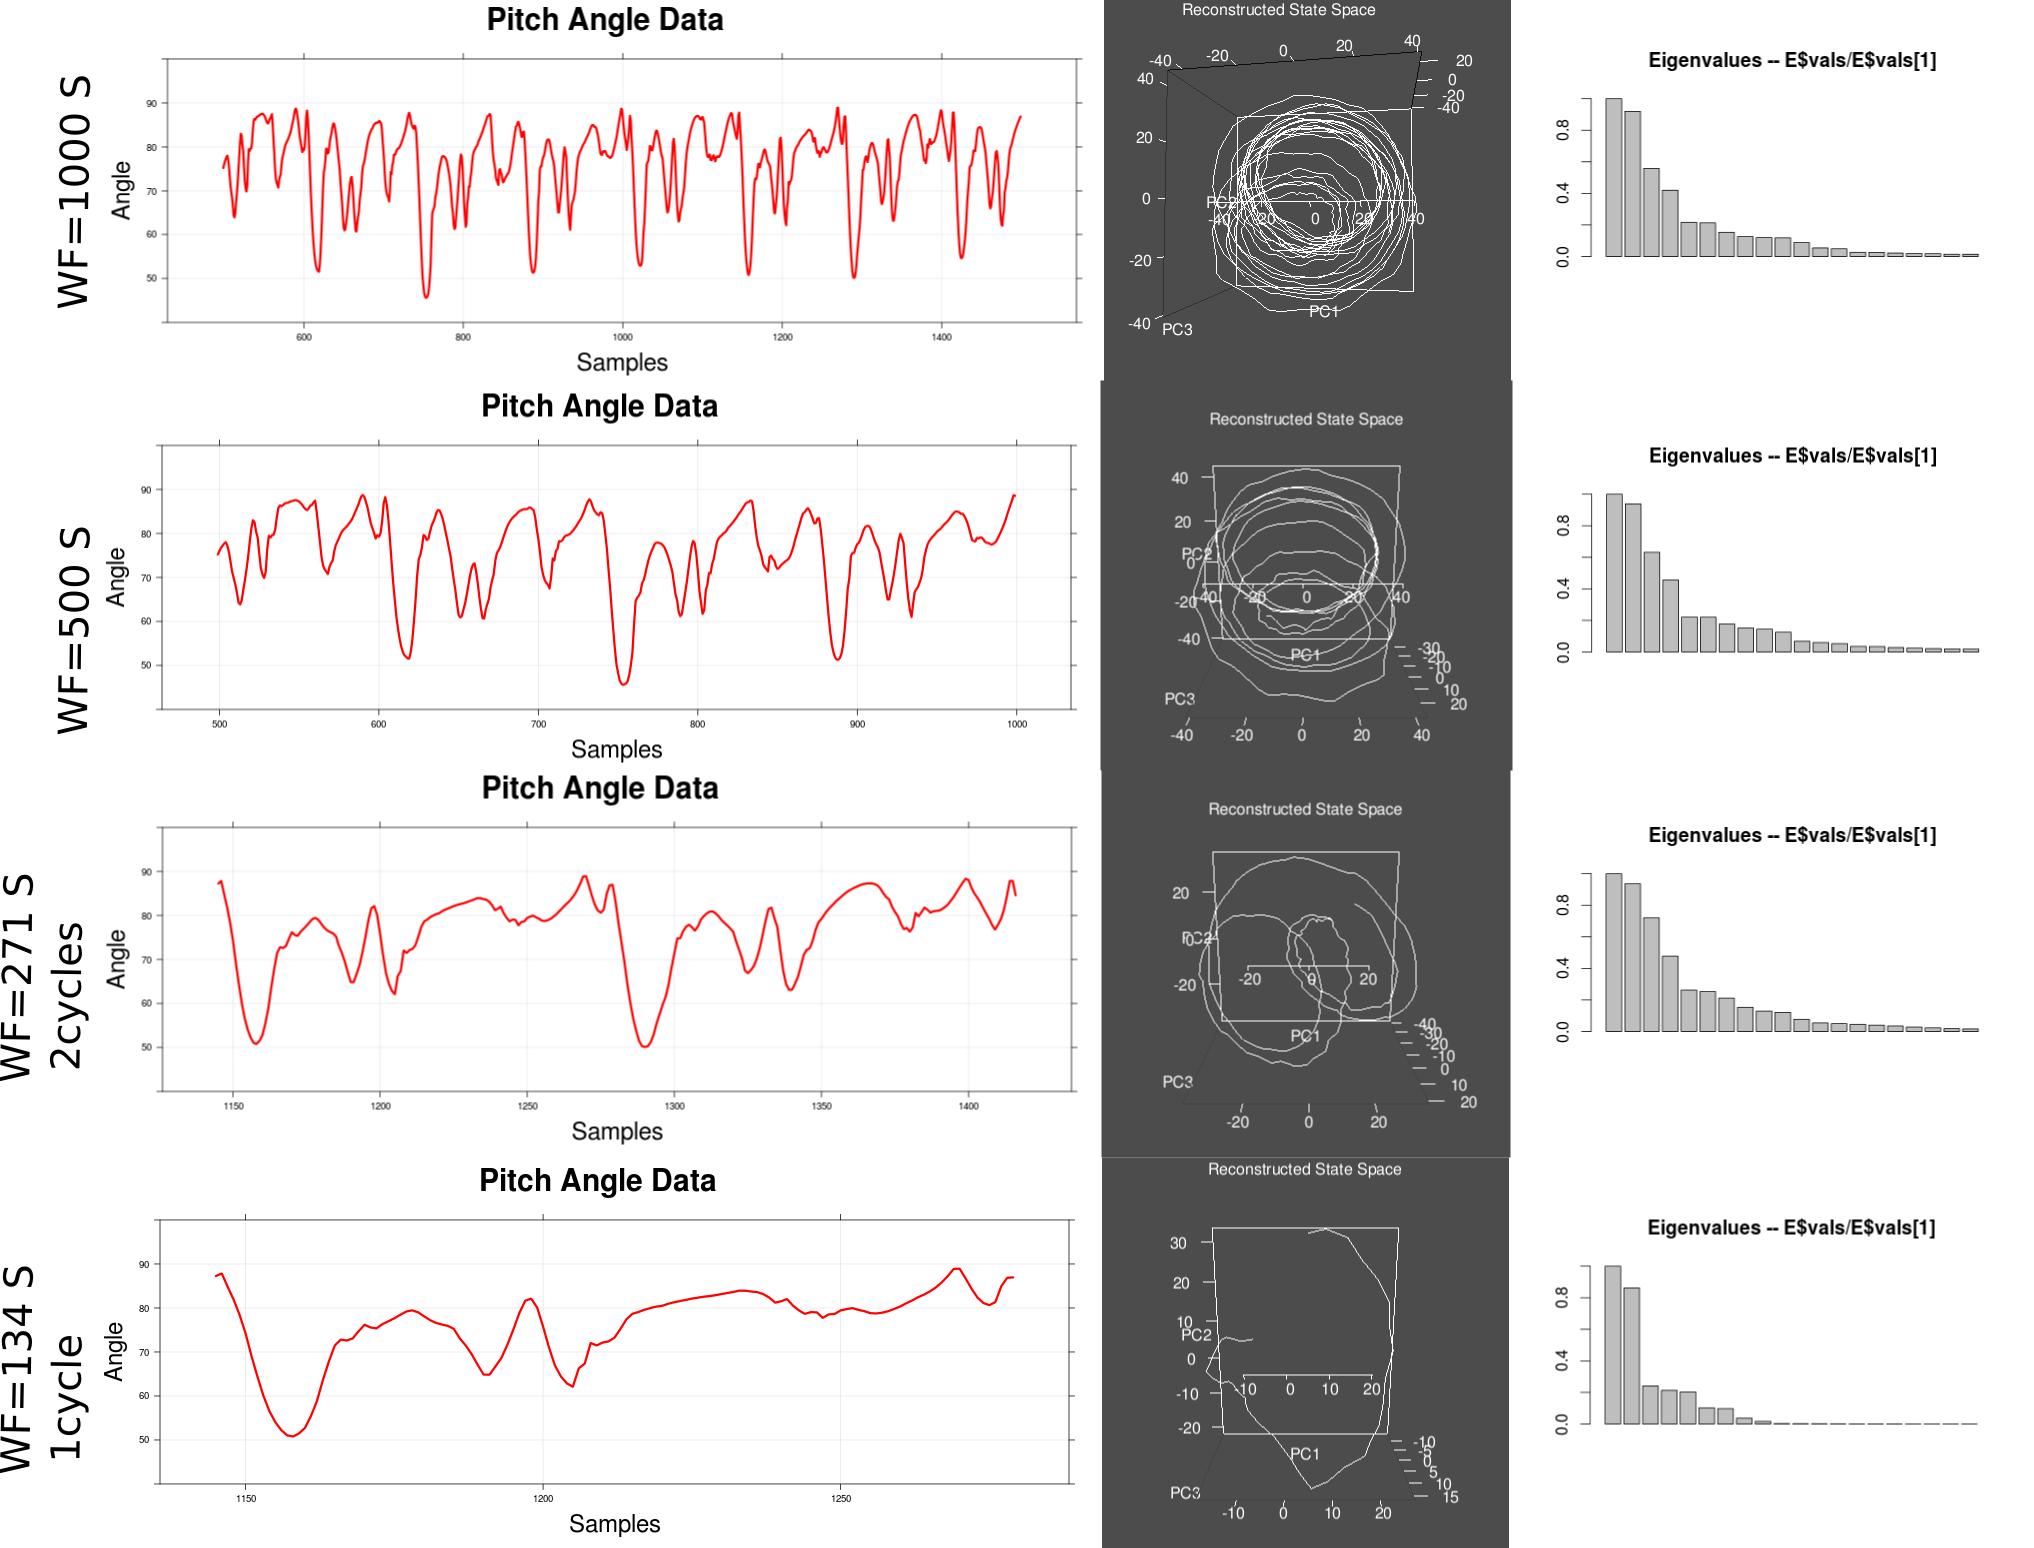 WF=1000 S
Pitch Angle Data
Angle
90
80
70
60
50
600 800 1000 1200 1400
Samples
Reconstructed State Space
-40 -20 0 20 40
20
0
-20
-40
40
20
0
-20
-40
PC2
-40 -20 0 20 40
PC1
PC3
Eigenvalues -- E$vals/E$vals[1]
0.8
0.4
0.0
WF=500 S
Pitch Angle Data
Angle
90
80
70
60
50
500 600 700 800 900 1000
Samples
Reconstructed State Space
40
20
PC2
0
-20
-40
-40 -20 0 20 40
PC1
-30
-20
-10
0
10
20
PC3
-40 -20 0 20 40
Eigenvalues -- E$vals/E$vals[1]
0.8
0.4
0.0
WF=271 S
2cycles
Pitch Angle Data
Angle
90
80
70
60
50
1150 1200 1250 1300 1350 1400
Samples
Reconstructed State Space
20
PC2
0
-20
-20 0 20
PC1
-40
-30
-20
-10
0
10
20
PC3
-20 0 20
Eigenvalues -- E$vals/E$vals[1]
0.8
0.4
0.0
WF=134 S
1cycle
Pitch Angle Data
Angle
90
80
70
60
50
1150 1200 1250
Samples
Reconstructed State Space
30
20
10
PC2
0
-10
-20
-10 0 10 20
PC1
-10
-5
0
5
10
15
PC3
-10 0 10 20
Eigenvalues -- E$vals/E$vals[1]
0.8
0.4
0.0